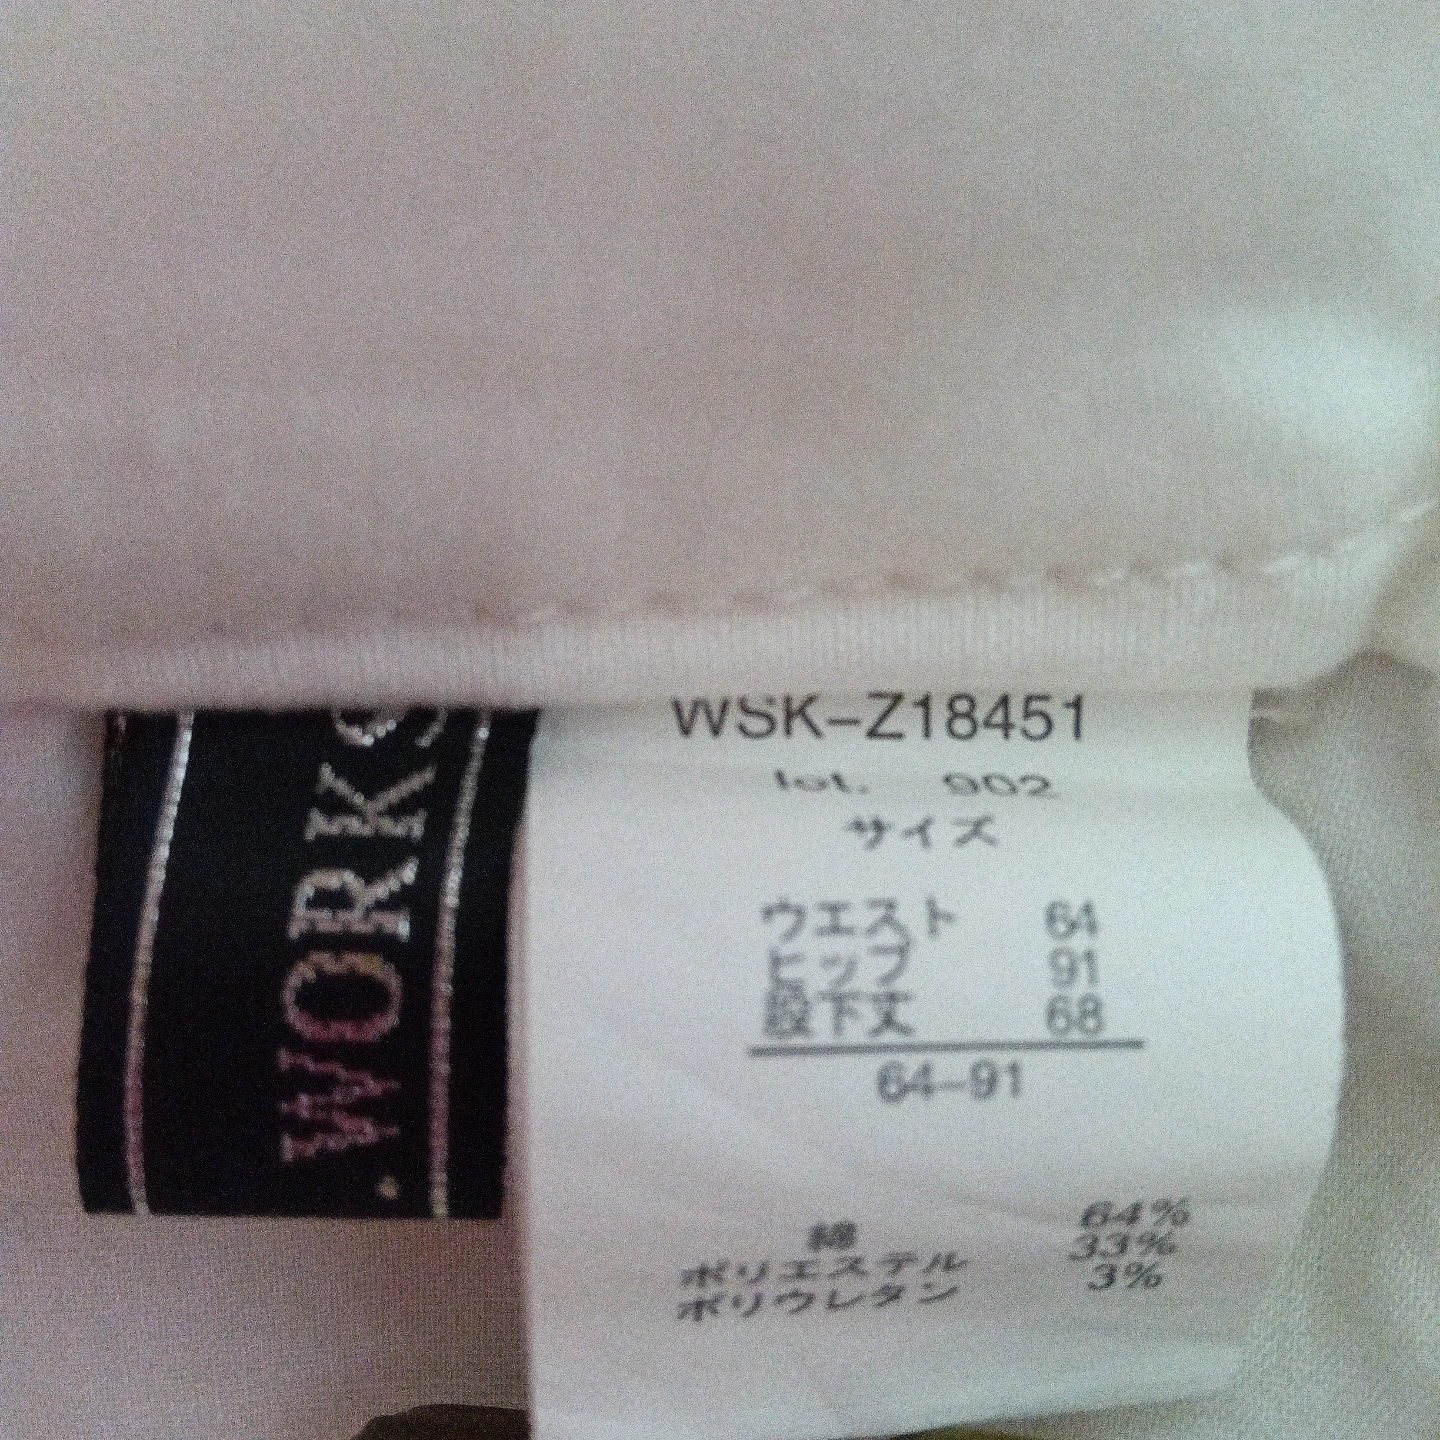 WORKS
WSK-Z18451
lot. 902
サイズ
ウエスト 64
ヒップ 91
股下丈 68
64-91
綿 64%
ポリエステル 33%
ポリウレタン 3%